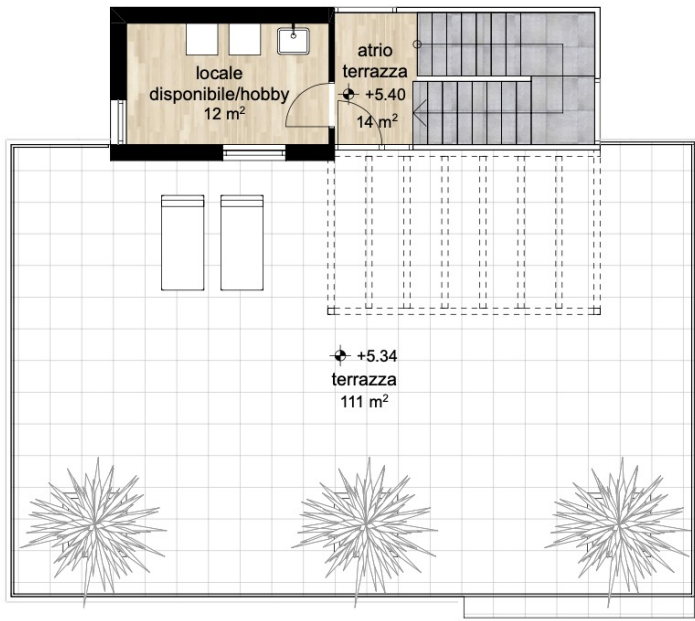 locale
disponibile/hobby
12 m²
atrio
terrazza
+5.40
14 m²
+5.34
terrazza
111 m²